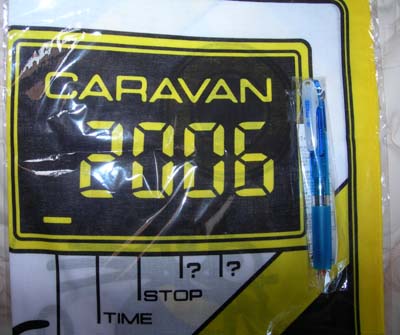 CARAVAN
2006
? ?
STOP
TIME